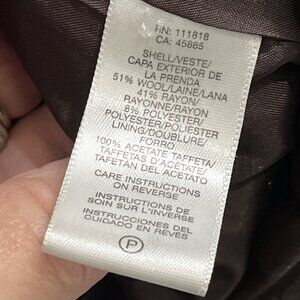 RN: 111818
CA: 45885
SHELL/VESTE/
CAPA EXTERIOR DE
LA PRENDA
51% WOOL/LAINE/LANA
41% RAYON/
RAYONNE/RAYON
8% POLYESTER/
POLYESTER/POLIESTER
LINING/DOUBLURE/
FORRO
100% ACETATE TAFFETA/
TAFFETAS D'ACETATE/
TAFETAN DEL ACETATO
CARE INSTRUCTIONS
ON REVERSE
INSTRUCTIONS DE
SOIN SUR L'INVERSE
INSTRUCCIONES DEL
CUIDADO EN REVÉS
P